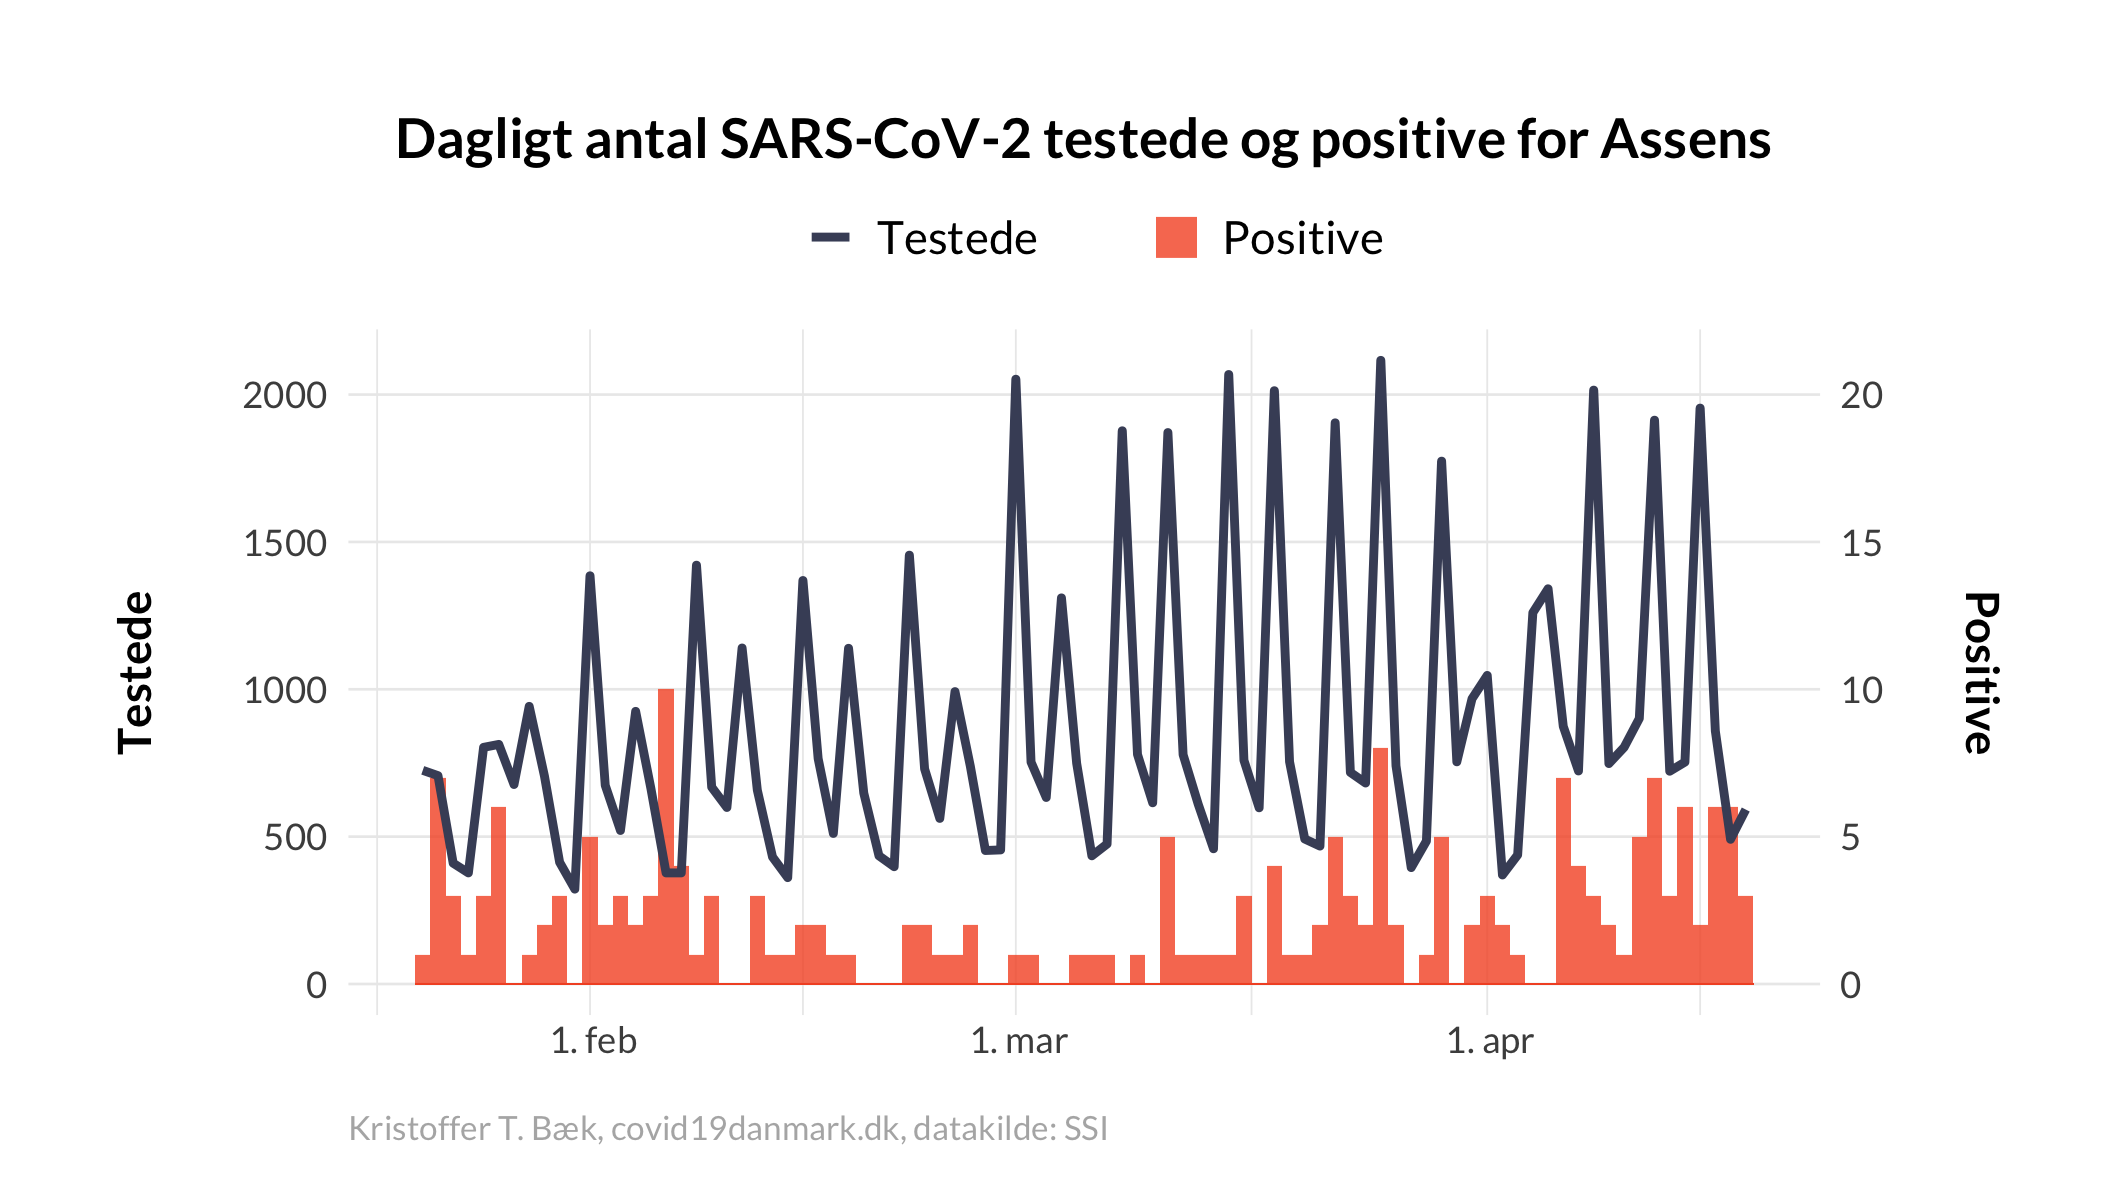 Dagligt antal SARS-CoV-2 testede og positive for Assens
Testede Positive
2000 20
1500 15
1000 10
500 5
0 0
Testede
Positive
1. feb 1. mar 1. apr
Kristoffer T. Bæk, covid19danmark.dk, datakilde: SSI